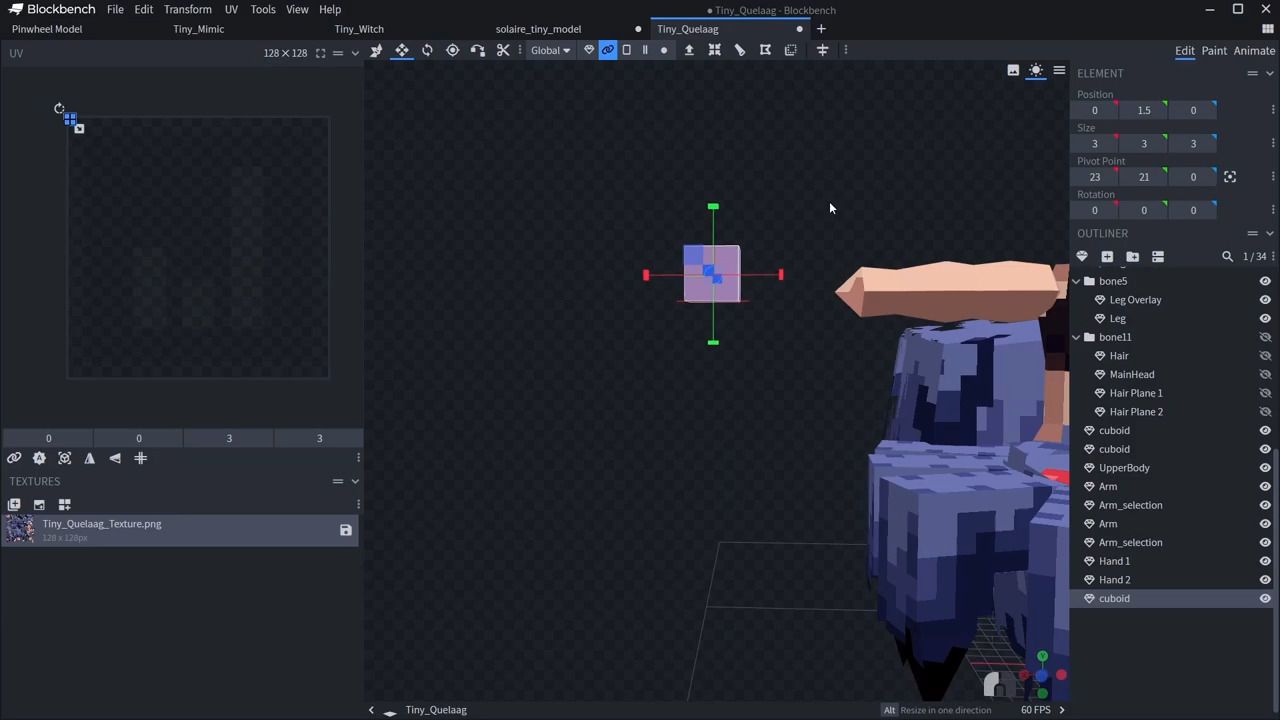 Blockbench
File
Edit
Transform
UV
Tools
View
Help
Tiny_Quelaag - Blockbench
Pinwheel Model
Tiny_Mimic
Tiny_Witch
solaire_tiny_model
Tiny_Quelaag
UV
128×128
Global
Edit
Paint
Animate
ELEMENT
Position
0 1.5 0
Size
3 3 3
Pivot Point
23 21 0
Rotation
0 0 0
OUTLINER
1 / 34
bone5
Leg Overlay
Leg
bone11
Hair
MainHead
Hair Plane 1
Hair Plane 2
cuboid
cuboid
UpperBody
Arm
Arm_selection
Arm
Arm_selection
Hand 1
Hand 2
cuboid
0 0 3 3
TEXTURES
Tiny_Quelaag_Texture.png
128 x 128px
Tiny_Quelaag
Alt Resize in one direction
60 FPS